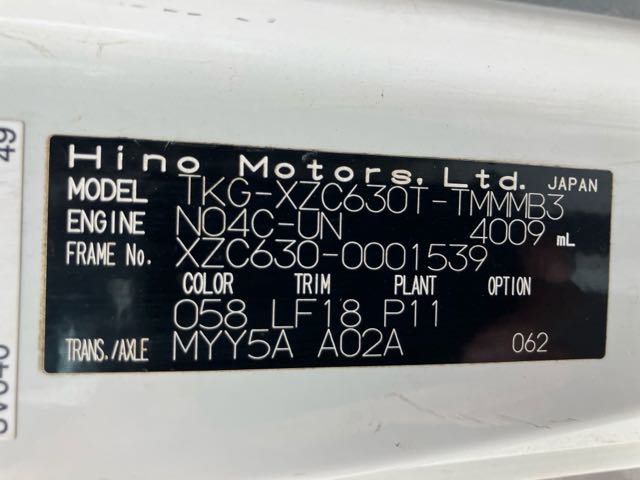 Hino Motors, Ltd. JAPAN
MODEL TKG-XZC630T-TMMMB3
ENGINE N04C-UN 4009 mL
FRAME No. XZC630-0001539
COLOR TRIM PLANT OPTION
058 LF18 P11
TRANS./AXLE MYY5A A02A 062
49